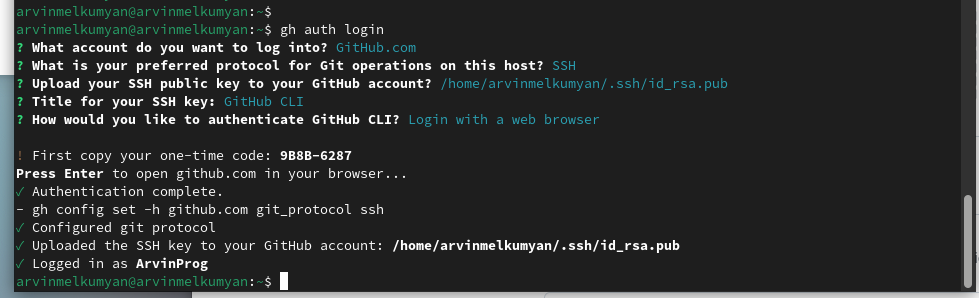 arvinmelkumyan@arvinmelkumyan:~$
arvinmelkumyan@arvinmelkumyan:~$ gh auth login
? What account do you want to log into? GitHub.com
? What is your preferred protocol for Git operations on this host? SSH
? Upload your SSH public key to your GitHub account? /home/arvinmelkumyan/.ssh/id_rsa.pub
? Title for your SSH key: GitHub CLI
? How would you like to authenticate GitHub CLI? Login with a web browser
! First copy your one-time code: 9B8B-6287
Press Enter to open github.com in your browser...
✓ Authentication complete.
- gh config set -h github.com git_protocol ssh
✓ Configured git protocol
✓ Uploaded the SSH key to your GitHub account: /home/arvinmelkumyan/.ssh/id_rsa.pub
✓ Logged in as ArvinProg
arvinmelkumyan@arvinmelkumyan:~$